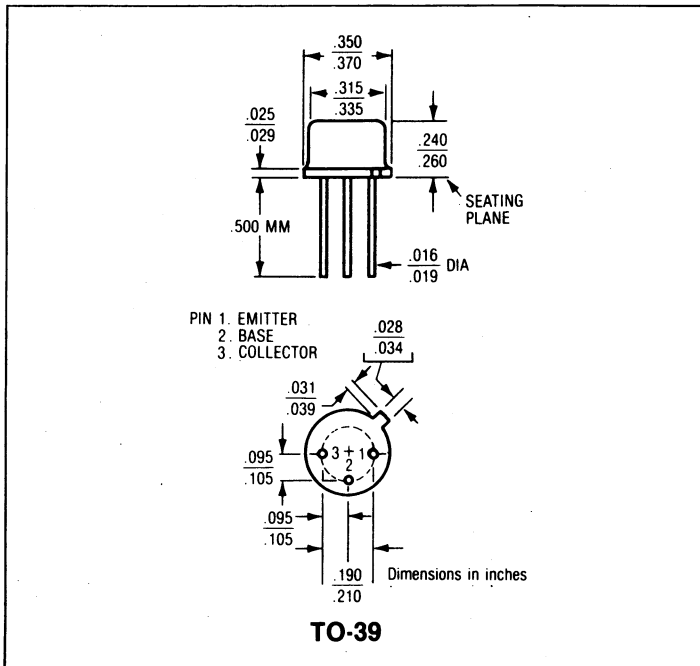 .350
.370
.315
.335
.025
.029
.240
.260
SEATING
PLANE
.500 MM
.016
.019
DIA
PIN 1. EMITTER
2. BASE
3. COLLECTOR
.028
.034
.031
.039
3 + 1
2
.095
.105
.095
.105
.190
.210
Dimensions in inches
TO-39